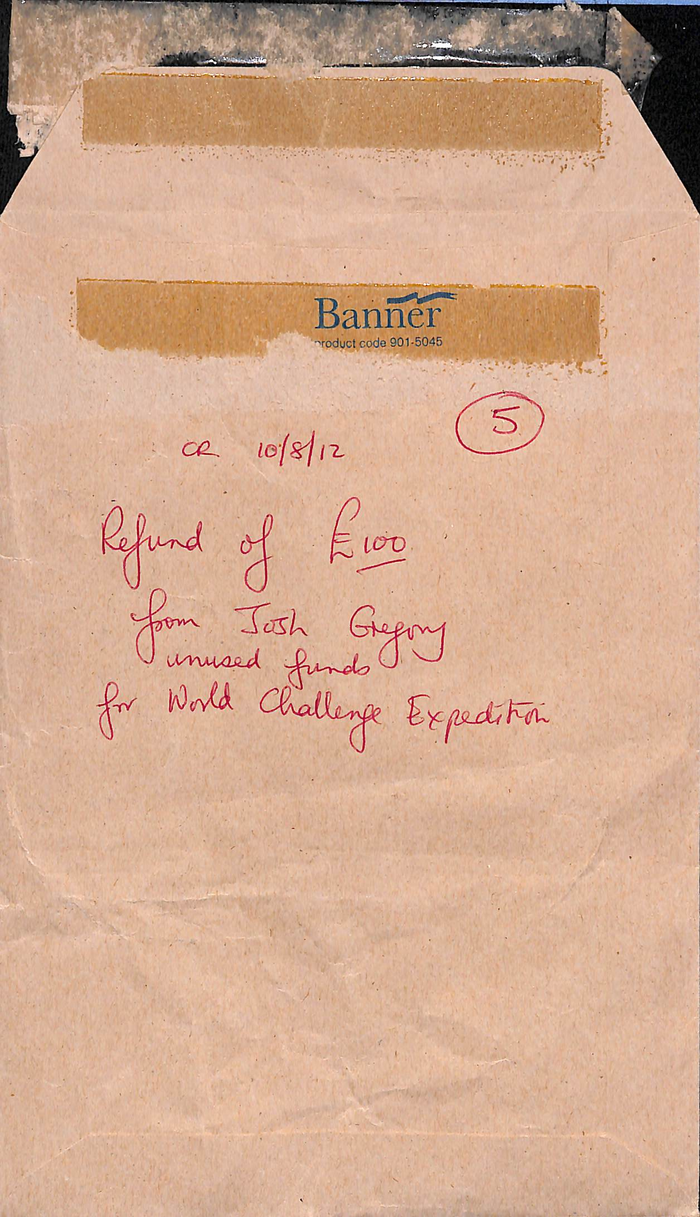 Banner
product code 901-5045
5
CR 10/8/12
Refund of £100
from Josh Gregory
unused funds
for World Challenge Expedition